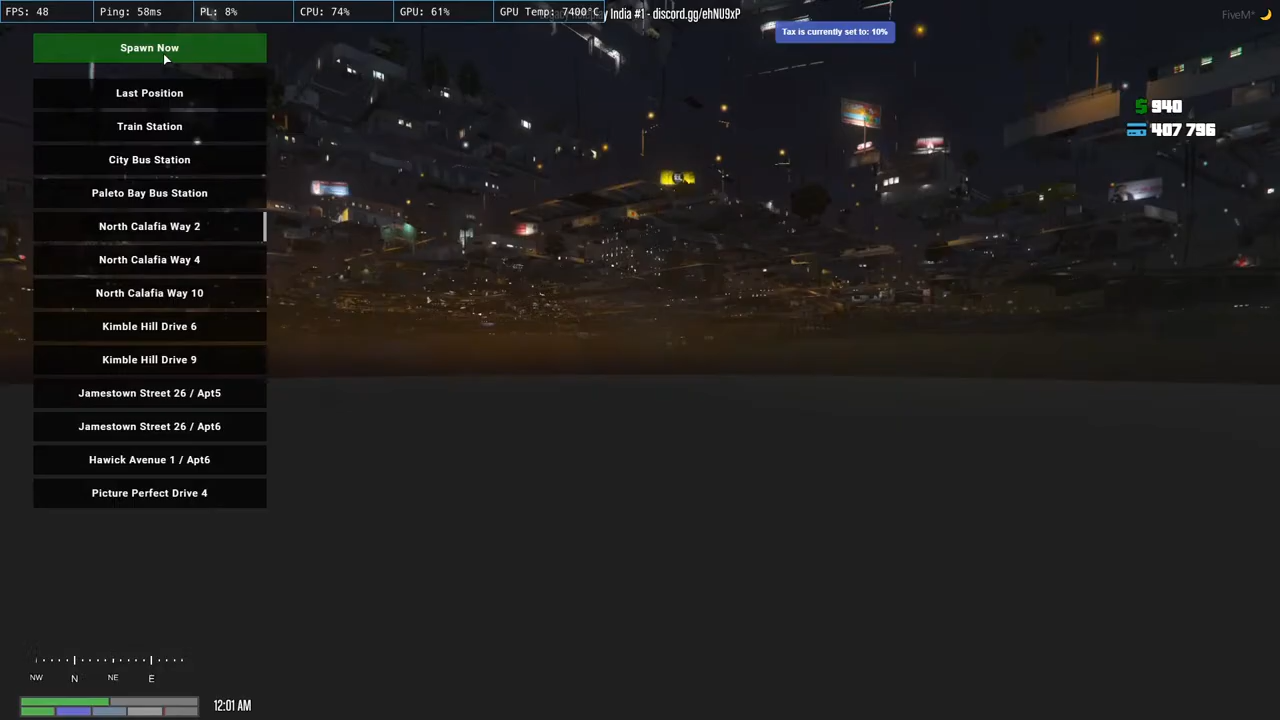 FPS: 48 Ping: 58ms PL: 8% CPU: 74% GPU: 61% GPU Temp: 7400°C
India #1 - discord.gg/ehNU9xP
Tax is currently set to: 10%
FiveM*
Spawn Now
Last Position
Train Station
City Bus Station
Paleto Bay Bus Station
North Calafia Way 2
North Calafia Way 4
North Calafia Way 10
Kimble Hill Drive 6
Kimble Hill Drive 9
Jamestown Street 26 / Apt5
Jamestown Street 26 / Apt6
Hawick Avenue 1 / Apt6
Picture Perfect Drive 4
$ 940
407 796
NW N NE E
12:01 AM